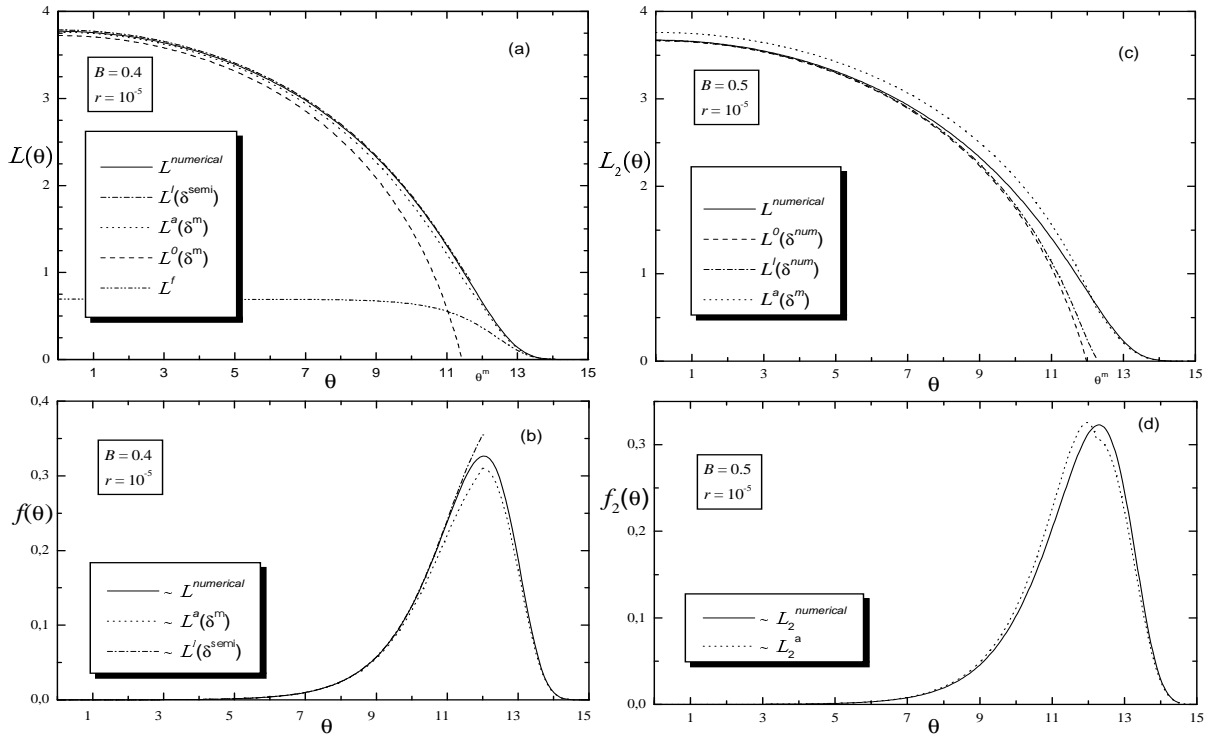 4
3
2
1
0
L(θ)
(a)
B = 0.4
r = 10⁻⁵
L^numerical
L^l(δ^semi)
L^a(δ^m)
L^0(δ^m)
L^f
1 3 5 7 9 11 θ^m 13 15
θ
4
3
2
1
0
L₂(θ)
(c)
B = 0.5
r = 10⁻⁵
L^numerical
L^0(δ^num)
L^l(δ^num)
L^a(δ^m)
1 3 5 7 9 11 θ^m 13 15
θ
0,4
0,3
0,2
0,1
0,0
f(θ)
(b)
B = 0.4
r = 10⁻⁵
~ L^numerical
~ L^a(δ^m)
~ L^l(δ^semi)
1 3 5 7 9 11 13 15
θ
0,3
0,2
0,1
0,0
f₂(θ)
(d)
B = 0.5
r = 10⁻⁵
~ L₂^numerical
~ L₂^a
1 3 5 7 9 11 13 15
θ